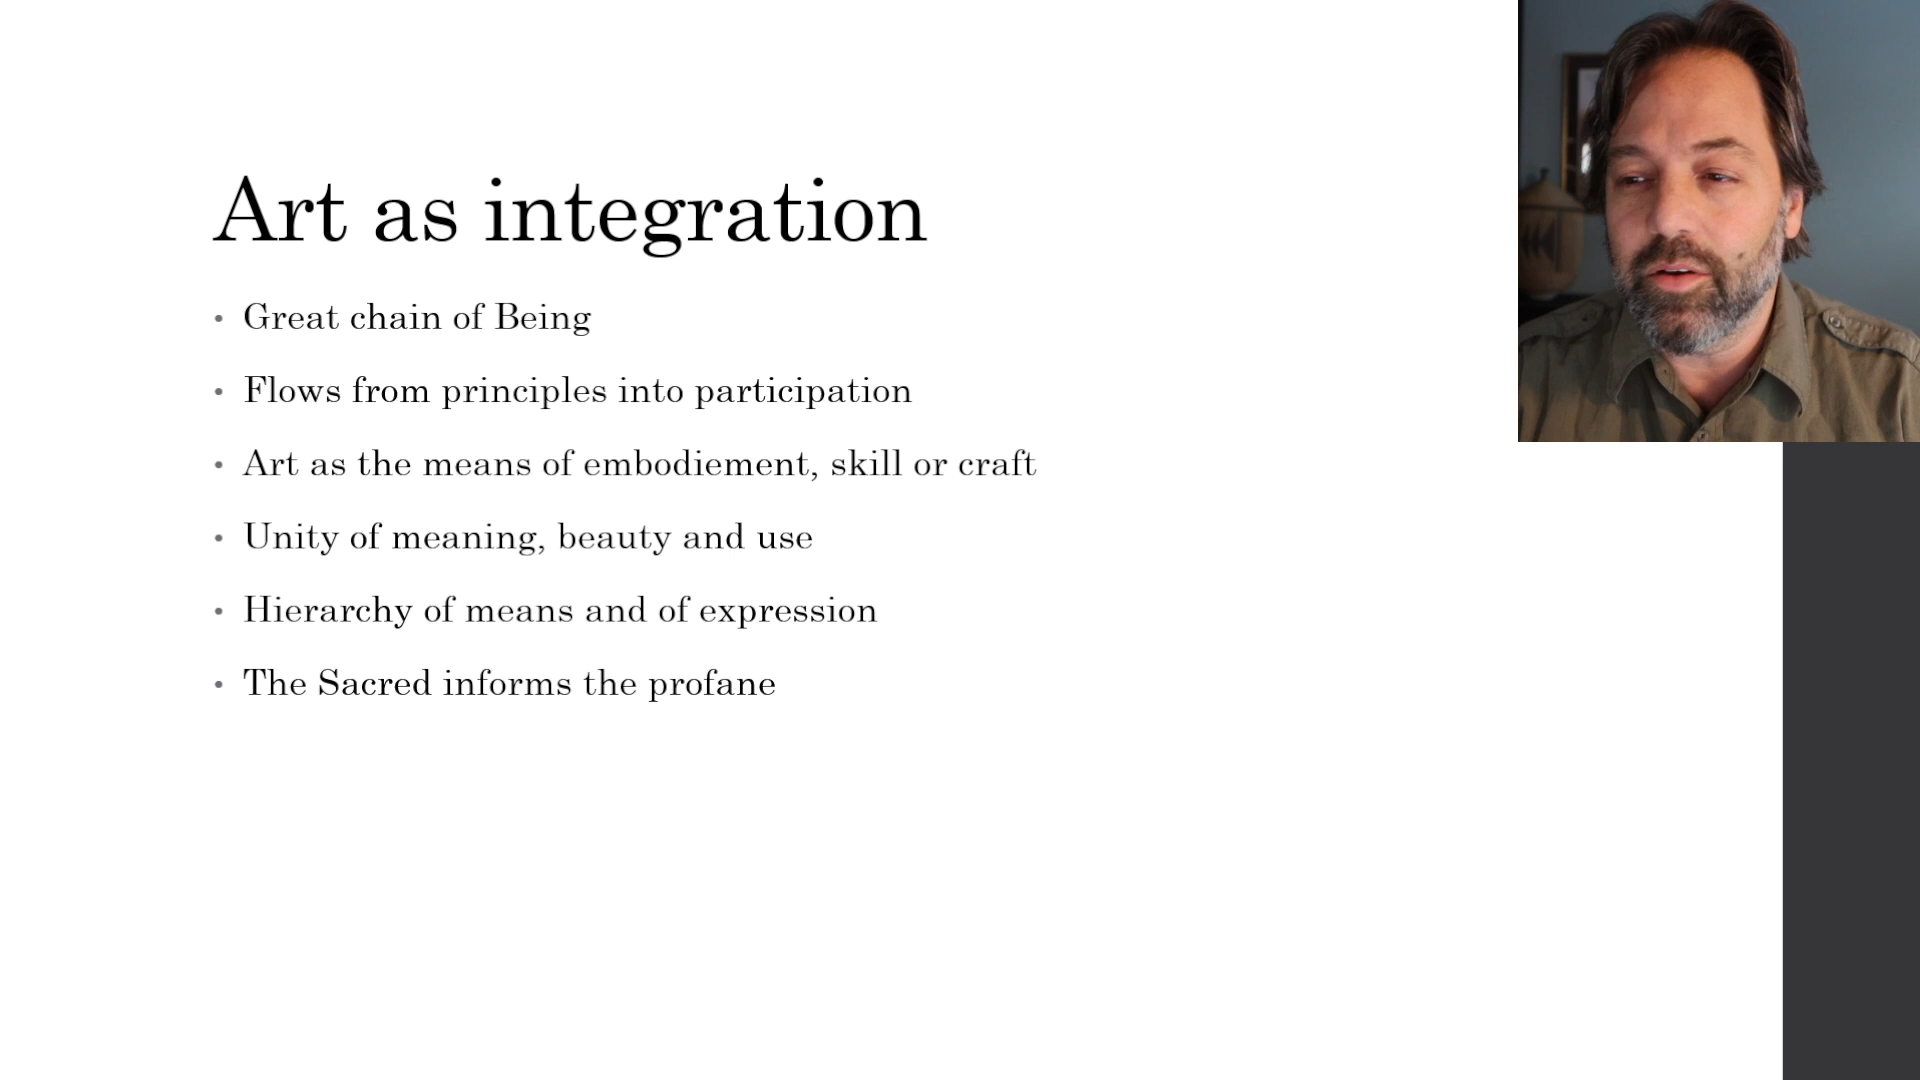 Art as integration
• Great chain of Being
• Flows from principles into participation
• Art as the means of embodiement, skill or craft
• Unity of meaning, beauty and use
• Hierarchy of means and of expression
• The Sacred informs the profane